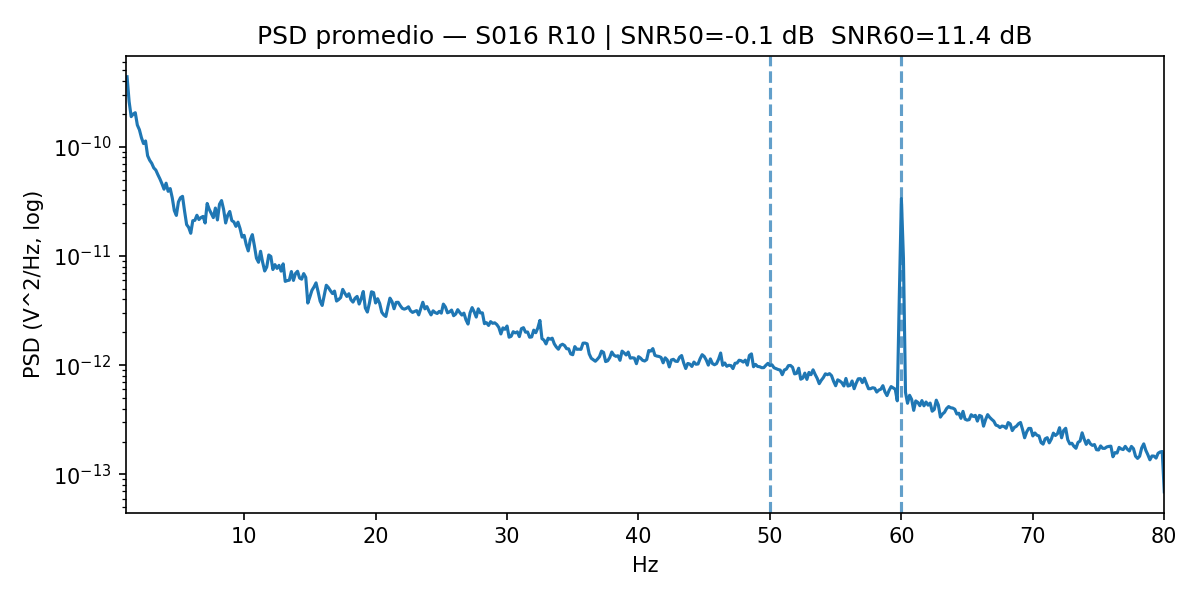 PSD promedio — S016 R10 | SNR50=-0.1 dB  SNR60=11.4 dB
PSD (V^2/Hz, log)
10⁻¹⁰
10⁻¹¹
10⁻¹²
10⁻¹³
10 20 30 40 50 60 70 80
Hz